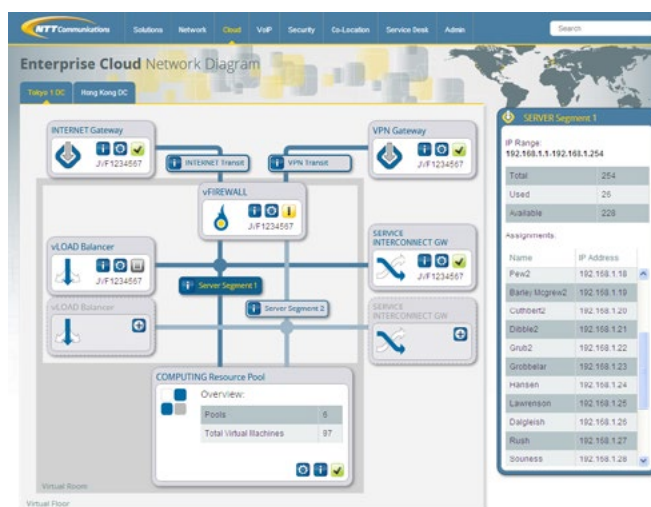 NTT Communications
Solutions Network Cloud VoIP Security Co-Location Service Desk Admin
Search
Enterprise Cloud Network Diagram
Tokyo 1 DC Hong Kong DC
INTERNET Gateway
JVF1234567
VPN Gateway
JVF1234567
INTERNET Transit
VPN Transit
vFIREWALL
JVF1234567
vLOAD Balancer
JVF1234567
SERVICE
INTERCONNECT GW
JVF1234567
Server Segment 1
vLOAD Balancer
Server Segment 2
SERVICE
INTERCONNECT GW
COMPUTING Resource Pool
Overview:
Pools 6
Total Virtual Machines 97
Virtual Room
Virtual Floor
SERVER Segment 1
IP Range:
192.168.1.1-192.168.1.254
Total 254
Used 26
Available 228
Assignments:
Name IP Address
Pew2 192.168.1.18
Barley Mcgrew2 192.168.1.19
Cuthbert2 192.168.1.20
Dibble2 192.168.1.21
Grub2 192.168.1.22
Grobbelar 192.168.1.23
Hansen 192.168.1.24
Lawrenson 192.168.1.25
Dalgleish 192.168.1.26
Rush 192.168.1.27
Souness 192.168.1.28